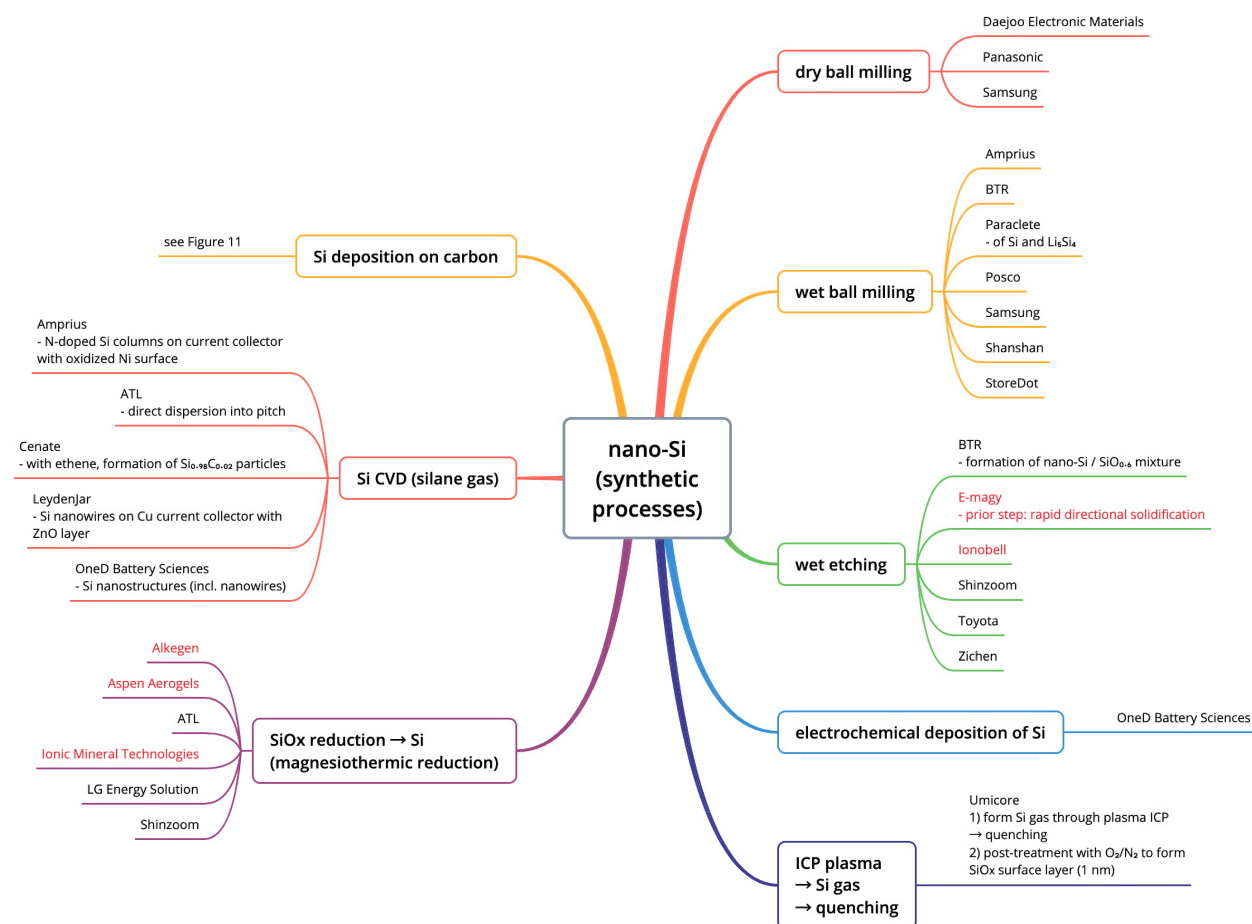 nano-Si
(synthetic
processes)
dry ball milling
Daejoo Electronic Materials
Panasonic
Samsung
wet ball milling
Amprius
BTR
Paraclete
- of Si and Li₅Si₄
Posco
Samsung
Shanshan
StoreDot
wet etching
BTR
- formation of nano-Si / SiO₀.₆ mixture
E-magy
- prior step: rapid directional solidification
Ionobell
Shinzoom
Toyota
Zichen
electrochemical deposition of Si
OneD Battery Sciences
ICP plasma
→ Si gas
→ quenching
Umicore
1) form Si gas through plasma ICP
→ quenching
2) post-treatment with O₂/N₂ to form
SiOx surface layer (1 nm)
Si deposition on carbon
see Figure 11
Si CVD (silane gas)
Amprius
- N-doped Si columns on current collector
with oxidized Ni surface
ATL
- direct dispersion into pitch
Cenate
- with ethene, formation of Si₀.₉₈C₀.₀₂ particles
LeydenJar
- Si nanowires on Cu current collector with
ZnO layer
OneD Battery Sciences
- Si nanostructures (incl. nanowires)
SiOx reduction → Si
(magnesiothermic reduction)
Alkegen
Aspen Aerogels
ATL
Ionic Mineral Technologies
LG Energy Solution
Shinzoom